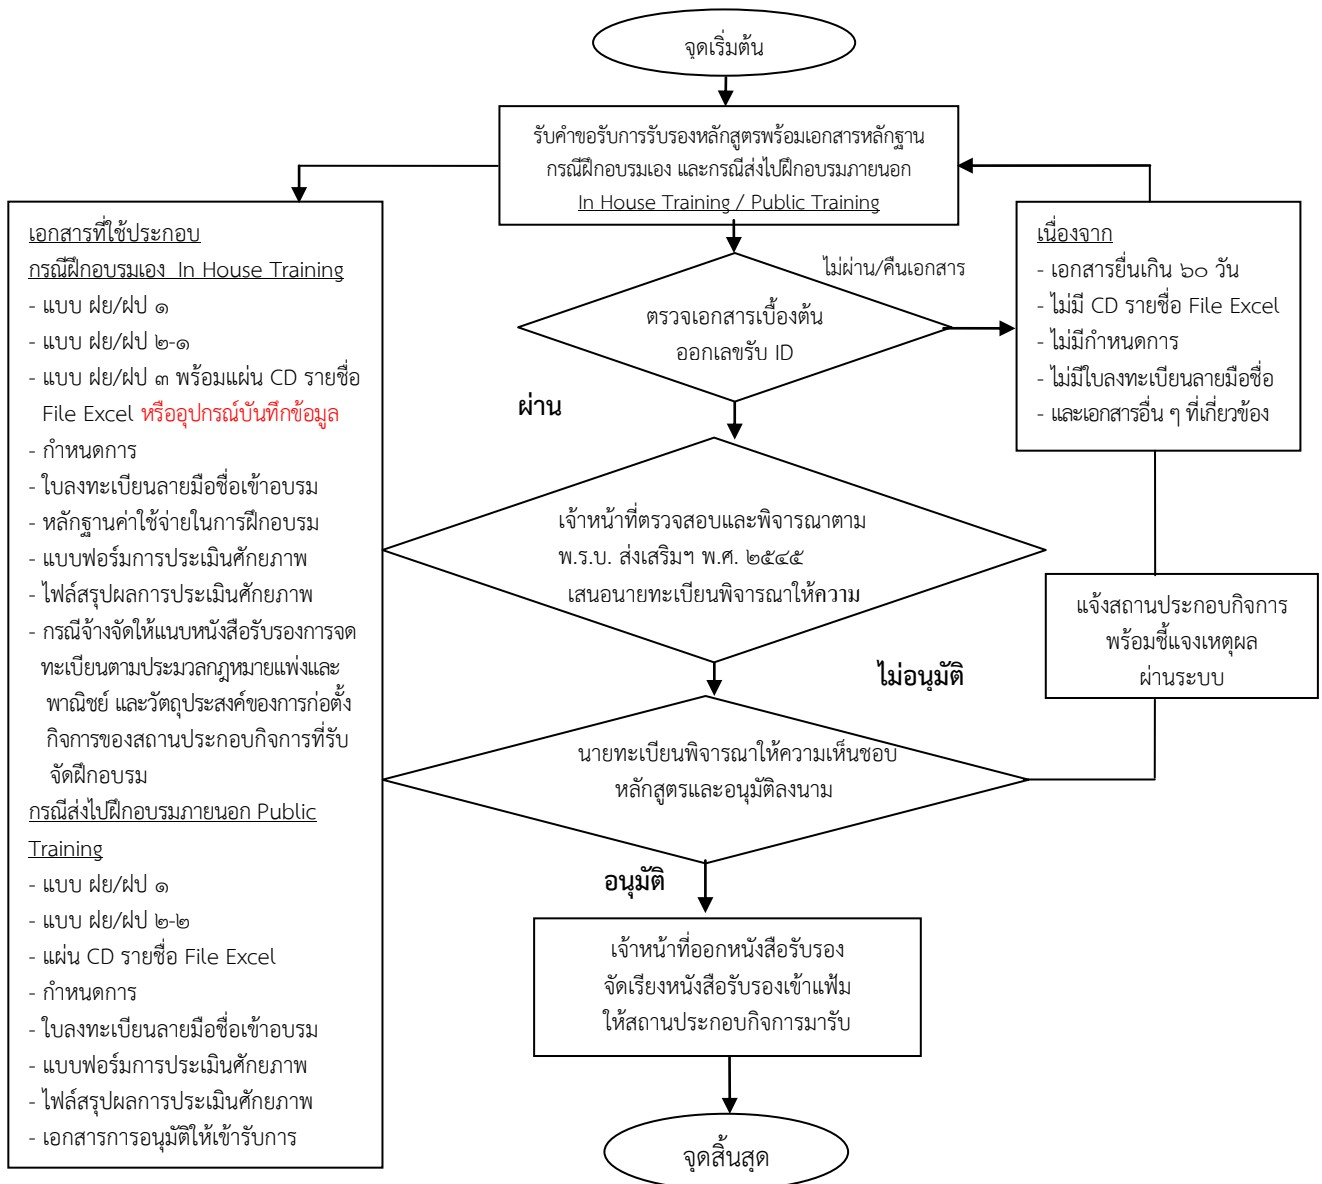 จุดเริ่มต้น
รับคำขอรับการรับรองหลักสูตรพร้อมเอกสารหลักฐาน
กรณีฝึกอบรมเอง และกรณีส่งไปฝึกอบรมภายนอก
In House Training / Public Training
เอกสารที่ใช้ประกอบ
กรณีฝึกอบรมเอง In House Training
- แบบ ฝย/ฝป ๑
- แบบ ฝย/ฝป ๒-๑
- แบบ ฝย/ฝป ๓ พร้อมแผ่น CD รายชื่อ
File Excel หรืออุปกรณ์บันทึกข้อมูล
- กำหนดการ
- ใบลงทะเบียนลายมือชื่อเข้าอบรม
- หลักฐานค่าใช้จ่ายในการฝึกอบรม
- แบบฟอร์มการประเมินศักยภาพ
- ไฟล์สรุปผลการประเมินศักยภาพ
- กรณีจ้างจัดให้แนบหนังสือรับรองการจด
ทะเบียนตามประมวลกฎหมายแพ่งและ
พาณิชย์ และวัตถุประสงค์ของการก่อตั้ง
กิจการของสถานประกอบกิจการที่รับ
จัดฝึกอบรม
กรณีส่งไปฝึกอบรมภายนอก Public
Training
- แบบ ฝย/ฝป ๑
- แบบ ฝย/ฝป ๒-๒
- แผ่น CD รายชื่อ File Excel
- กำหนดการ
- ใบลงทะเบียนลายมือชื่อเข้าอบรม
- แบบฟอร์มการประเมินศักยภาพ
- ไฟล์สรุปผลการประเมินศักยภาพ
- เอกสารการอนุมัติให้เข้ารับการ
ไม่ผ่าน/คืนเอกสาร
ตรวจเอกสารเบื้องต้น
ออกเลขรับ ID
เนื่องจาก
- เอกสารยื่นเกิน ๖๐ วัน
- ไม่มี CD รายชื่อ File Excel
- ไม่มีกำหนดการ
- ไม่มีใบลงทะเบียนลายมือชื่อ
- และเอกสารอื่น ๆ ที่เกี่ยวข้อง
ผ่าน
เจ้าหน้าที่ตรวจสอบและพิจารณาตาม
พ.ร.บ. ส่งเสริมฯ พ.ศ. ๒๕๔๕
เสนอนายทะเบียนพิจารณาให้ความ
แจ้งสถานประกอบกิจการ
พร้อมชี้แจงเหตุผล
ผ่านระบบ
ไม่อนุมัติ
นายทะเบียนพิจารณาให้ความเห็นชอบ
หลักสูตรและอนุมัติลงนาม
อนุมัติ
เจ้าหน้าที่ออกหนังสือรับรอง
จัดเรียงหนังสือรับรองเข้าแฟ้ม
ให้สถานประกอบกิจการมารับ
จุดสิ้นสุด